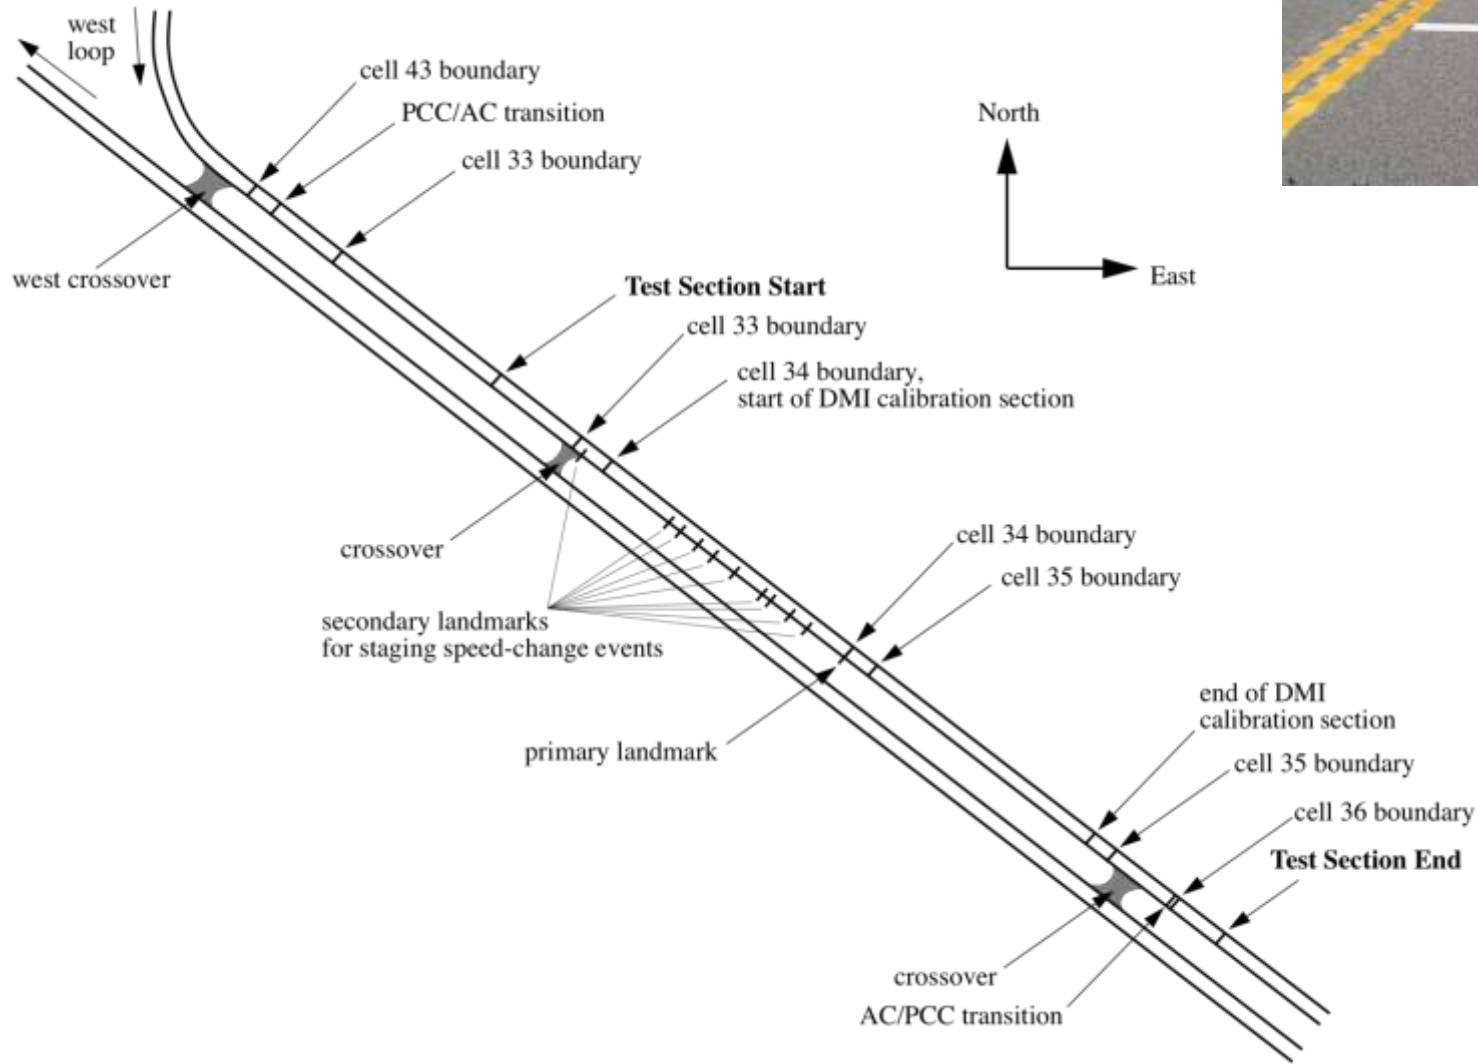 west
loop
cell 43 boundary
PCC/AC transition
cell 33 boundary
west crossover
North
East
Test Section Start
cell 33 boundary
cell 34 boundary,
start of DMI calibration section
crossover
secondary landmarks
for staging speed-change events
cell 34 boundary
cell 35 boundary
primary landmark
end of DMI
calibration section
cell 35 boundary
cell 36 boundary
Test Section End
crossover
AC/PCC transition